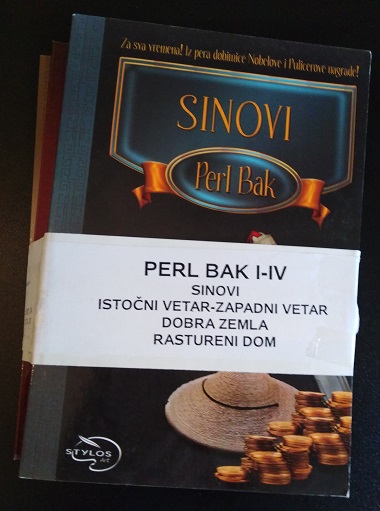 Za sva vremena! Iz pera dobitnice Nobelove i Pulicerove nagrade!
SINOVI
Perl Bak
PERL BAK I-IV
SINOVI
ISTOČNI VETAR-ZAPADNI VETAR
DOBRA ZEMLA
RASTURENI DOM
STYLOS
art